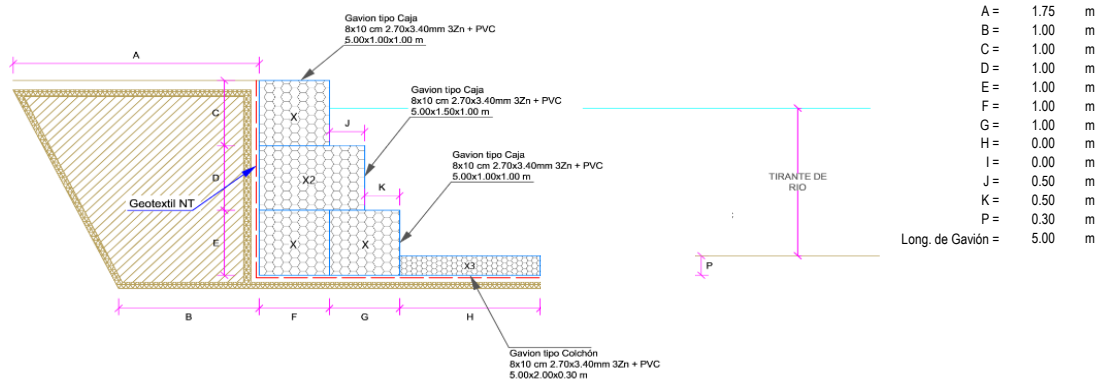 Gavion tipo Caja
8x10 cm 2.70x3.40mm 3Zn + PVC
5.00x1.00x1.00 m
A
C
X
J
Gavion tipo Caja
8x10 cm 2.70x3.40mm 3Zn + PVC
5.00x1.50x1.00 m
D
X2
K
Gavion tipo Caja
8x10 cm 2.70x3.40mm 3Zn + PVC
5.00x1.00x1.00 m
Geotextil NT
E
X
X
X3
B
F
G
H
Gavion tipo Colchón
8x10 cm 2.70x3.40mm 3Zn + PVC
5.00x2.00x0.30 m
TIRANTE DE
RIO
P
A = 1.75 m
B = 1.00 m
C = 1.00 m
D = 1.00 m
E = 1.00 m
F = 1.00 m
G = 1.00 m
H = 0.00 m
I = 0.00 m
J = 0.50 m
K = 0.50 m
P = 0.30 m
Long. de Gavión = 5.00 m